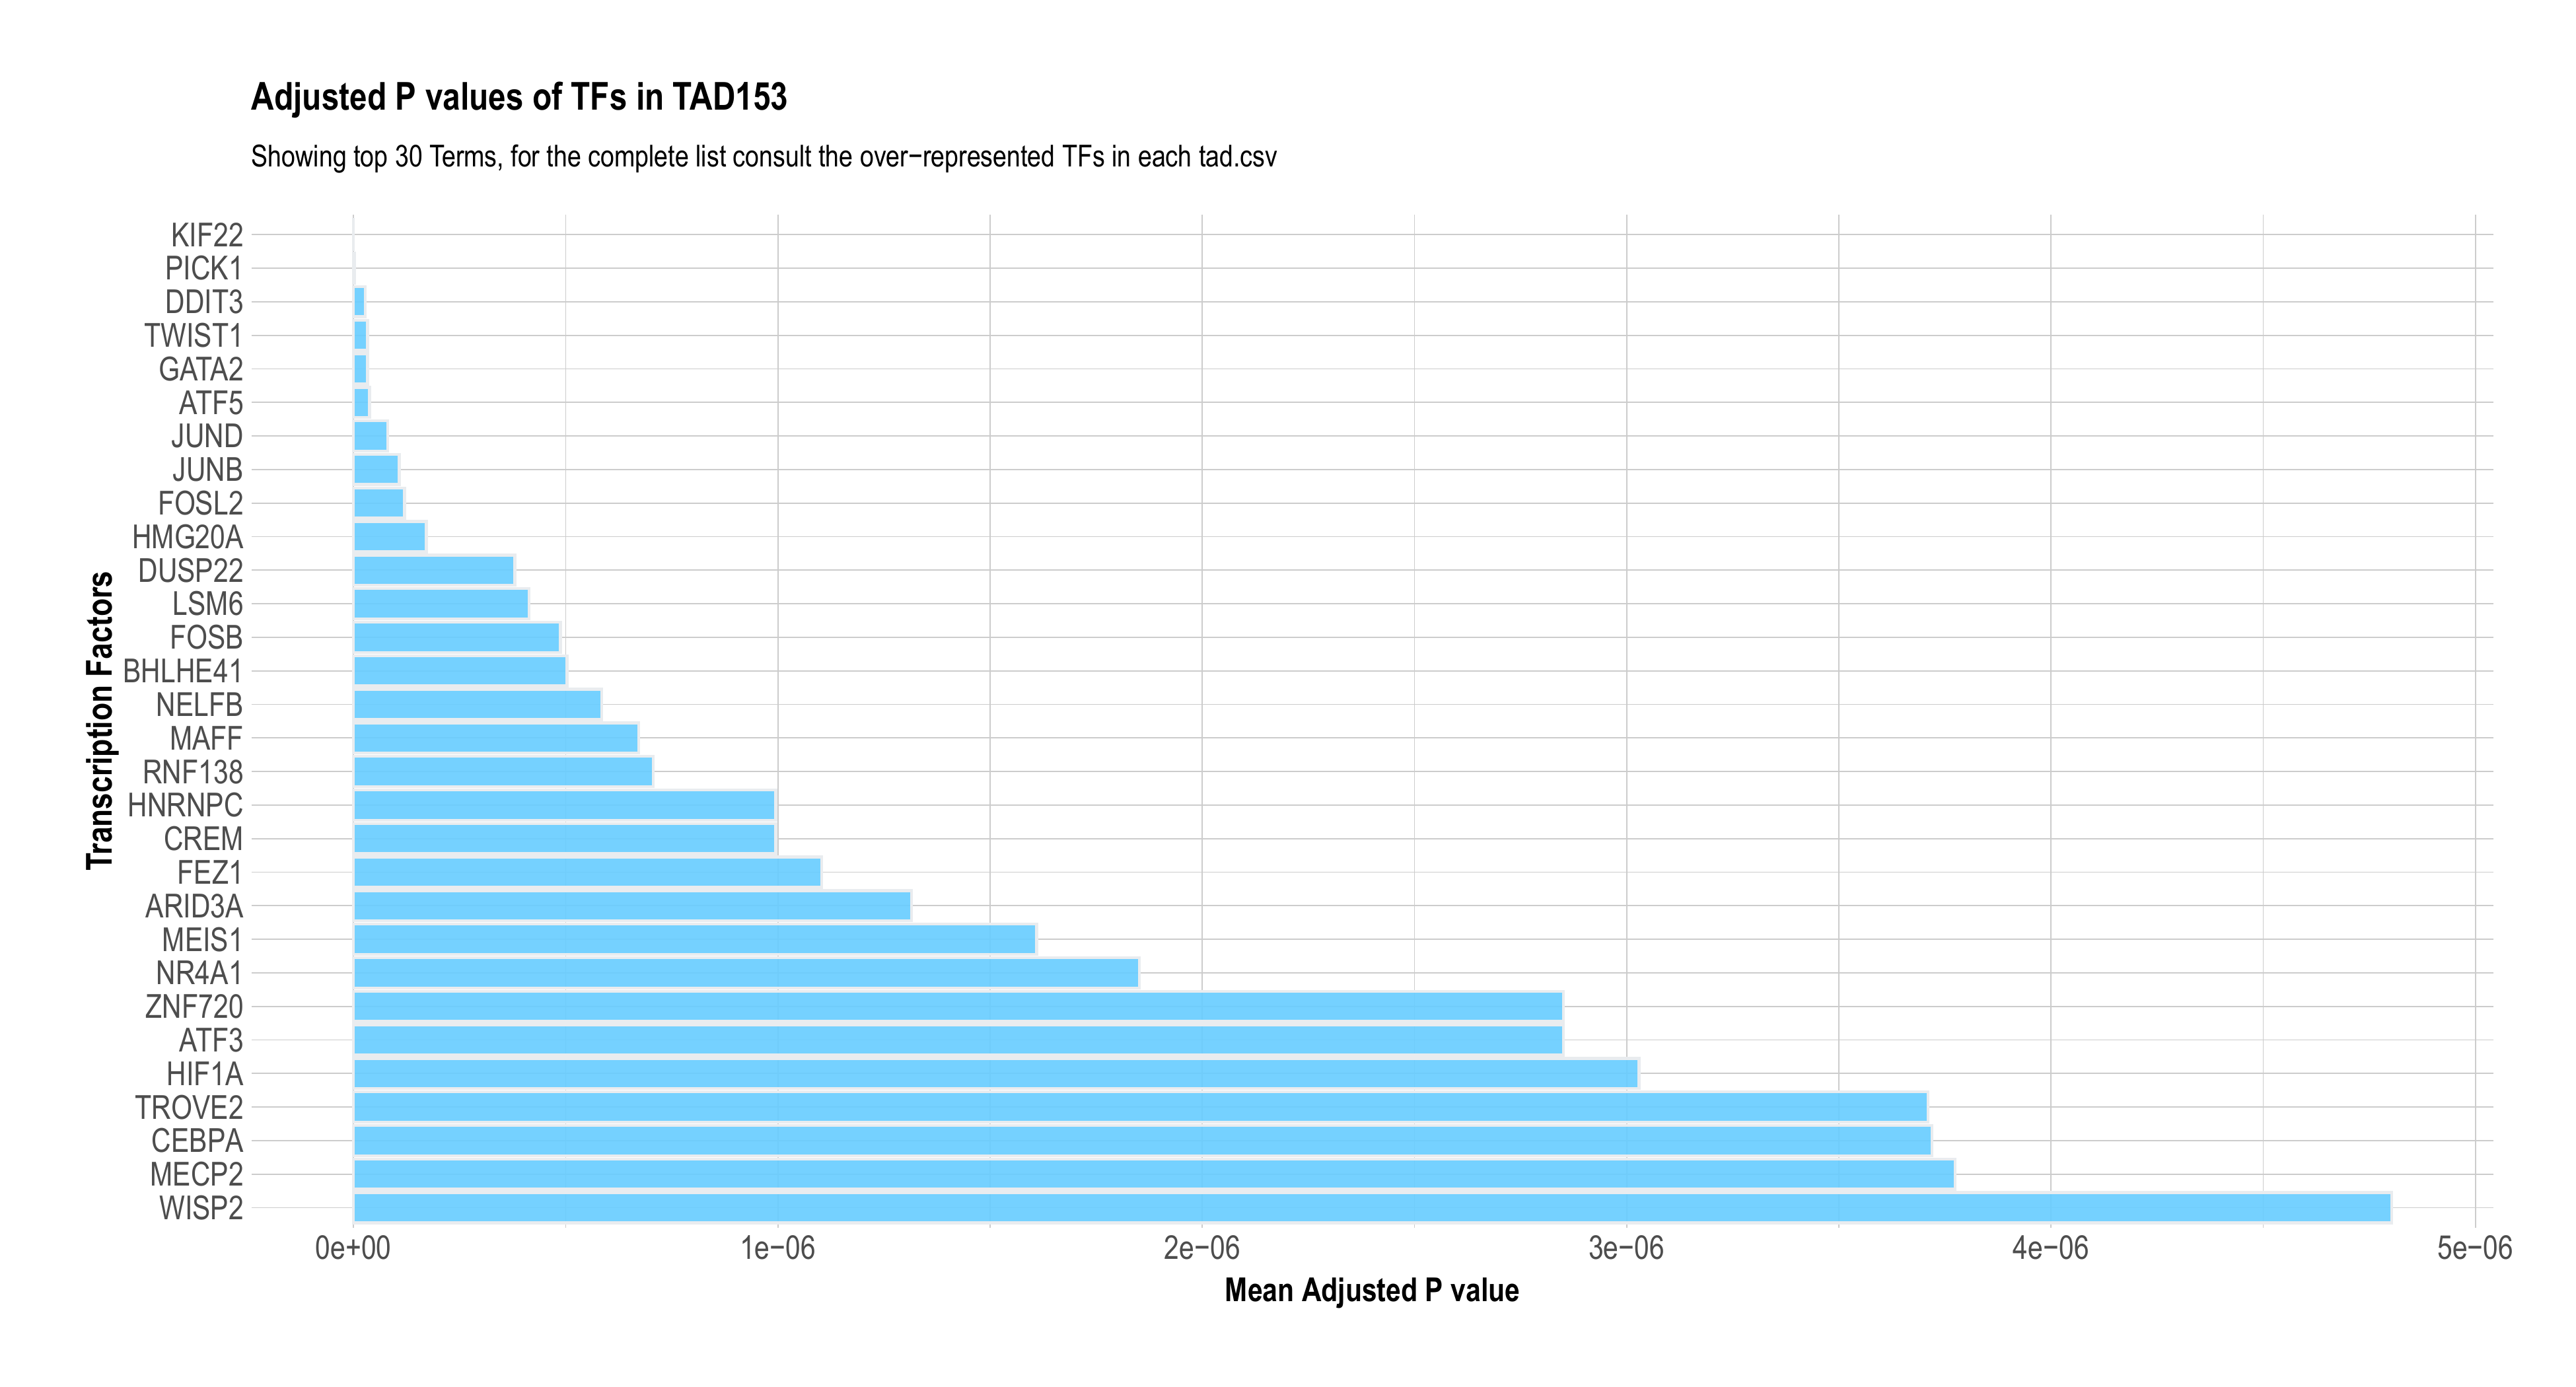 Adjusted P values of TFs in TAD153
Showing top 30 Terms, for the complete list consult the over−represented TFs in each tad.csv
Transcription Factors
KIF22
PICK1
DDIT3
TWIST1
GATA2
ATF5
JUND
JUNB
FOSL2
HMG20A
DUSP22
LSM6
FOSB
BHLHE41
NELFB
MAFF
RNF138
HNRNPC
CREM
FEZ1
ARID3A
MEIS1
NR4A1
ZNF720
ATF3
HIF1A
TROVE2
CEBPA
MECP2
WISP2
0e+00 1e−06 2e−06 3e−06 4e−06 5e−06
Mean Adjusted P value